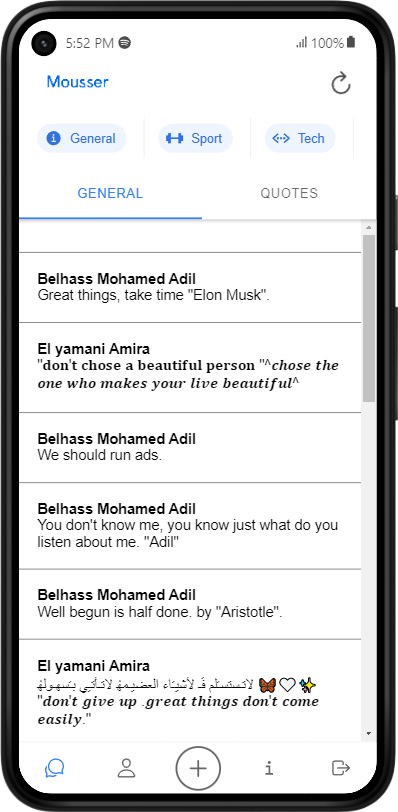 5:52 PM 100%
Mousser
General Sport Tech
GENERAL QUOTES
Belhass Mohamed Adil
Great things, take time "Elon Musk".
El yamani Amira
"don't chose a beautiful person "^chose the
one who makes your live beautiful^
Belhass Mohamed Adil
We should run ads.
Belhass Mohamed Adil
You don't know me, you know just what do you
listen about me. "Adil"
Belhass Mohamed Adil
Well begun is half done. by "Aristotle".
El yamani Amira
لاتستسلم فَـ لأشيـَاء العضيمةِ لاتـأتي بسهولةِ 🦋🤍✨
"don't give up .great things don't come
easily."